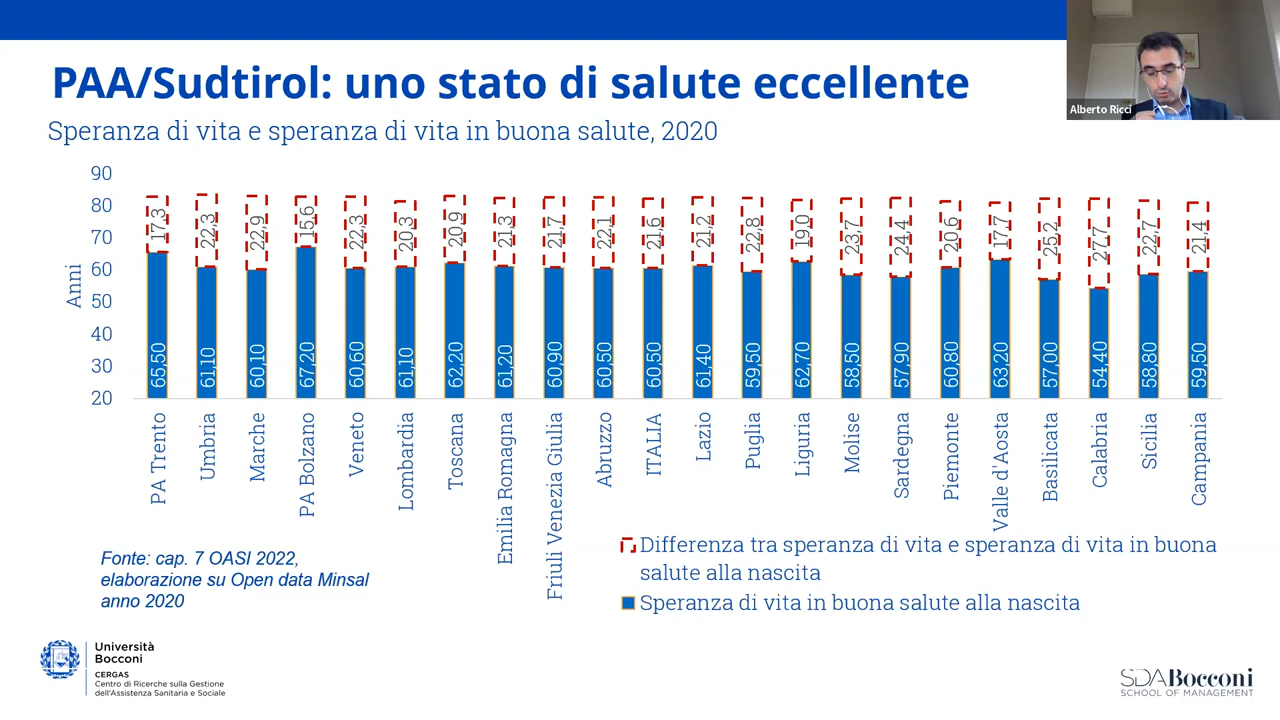 PAA/Sudtirol: uno stato di salute eccellente
Alberto Ricci
Speranza di vita e speranza di vita in buona salute, 2020
Anni
90
80
70
60
50
40
30
20
17,3
22,3
22,9
15,6
22,3
20,3
20,9
21,3
21,7
22,1
21,6
21,2
22,8
19,0
23,7
24,4
20,6
17,7
25,2
27,7
22,7
21,4
65,50
61,10
60,10
67,20
60,60
61,10
62,20
61,20
60,90
60,50
60,50
61,40
59,50
62,70
58,50
57,90
60,80
63,20
57,00
54,40
58,80
59,50
PA Trento
Umbria
Marche
PA Bolzano
Veneto
Lombardia
Toscana
Emilia Romagna
Friuli Venezia Giulia
Abruzzo
ITALIA
Lazio
Puglia
Liguria
Molise
Sardegna
Piemonte
Valle d'Aosta
Basilicata
Calabria
Sicilia
Campania
Differenza tra speranza di vita e speranza di vita in buona
salute alla nascita
Speranza di vita in buona salute alla nascita
Fonte: cap. 7 OASI 2022,
elaborazione su Open data Minsal
anno 2020
Università
Bocconi
CERGAS
Centro di Ricerche sulla Gestione
dell'Assistenza Sanitaria e Sociale
SDA Bocconi
SCHOOL OF MANAGEMENT